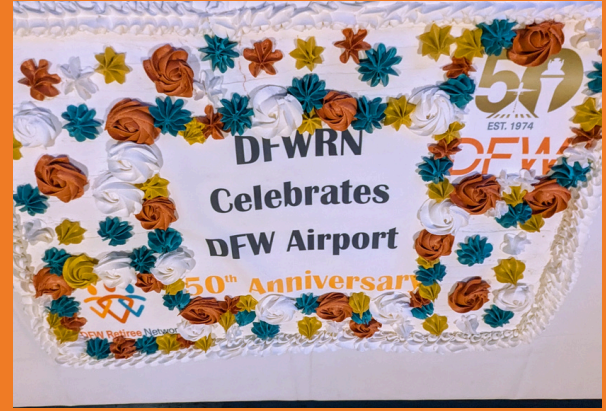 50
EST. 1974
DFW
DFWRN
Celebrates
DFW Airport
50th Anniversary
DFW Retiree Network